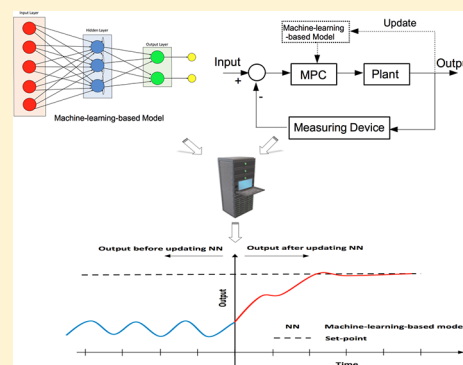 Input Layer
Hidden Layer
Output Layer
Machine-learning-based Model
Machine-learning
-based Model
Update
Input
+
-
MPC
Plant
Output
Measuring Device
Output before updating NN
Output after updating NN
Output
NN Machine-learning-based model
Set-point
Time